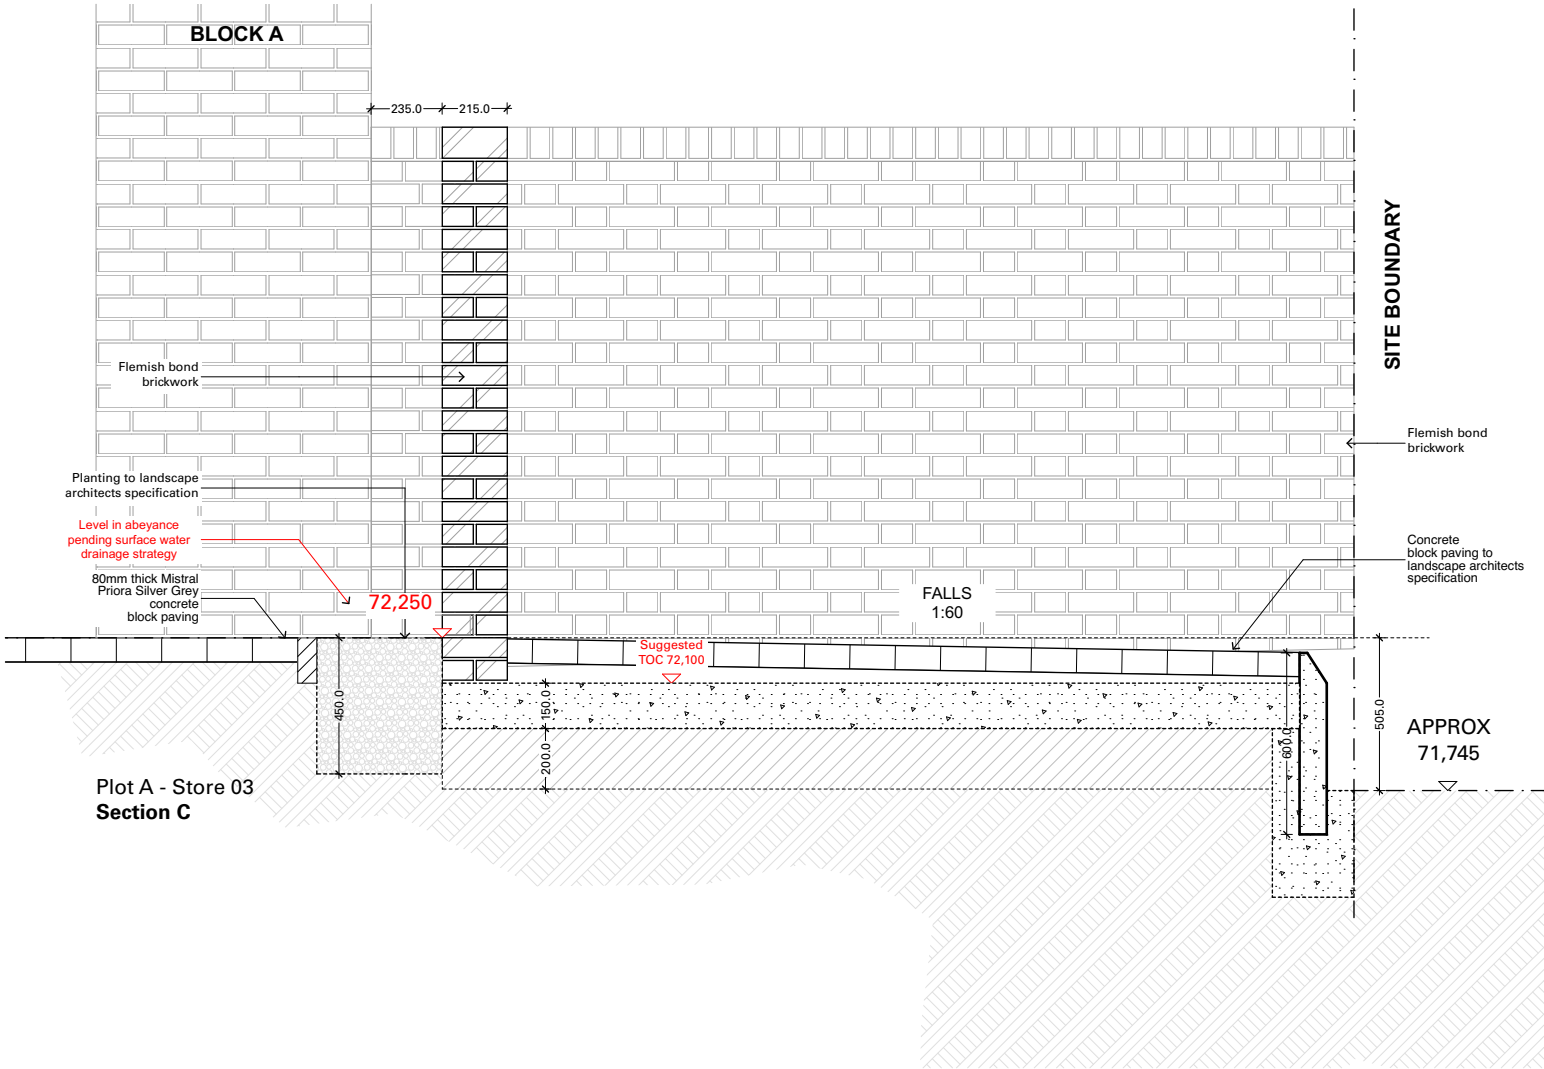 BLOCK A
235.0
215.0
SITE BOUNDARY
Flemish bond
brickwork
Flemish bond
brickwork
Planting to landscape
architects specification
Level in abeyance
pending surface water
drainage strategy
80mm thick Mistral
Priora Silver Grey
concrete
block paving
72,250
FALLS
1:60
Concrete
block paving to
landscape architects
specification
Suggested
TOC 72,100
450.0
150.0
200.0
600.0
505.0
APPROX
71,745
Plot A - Store 03
Section C